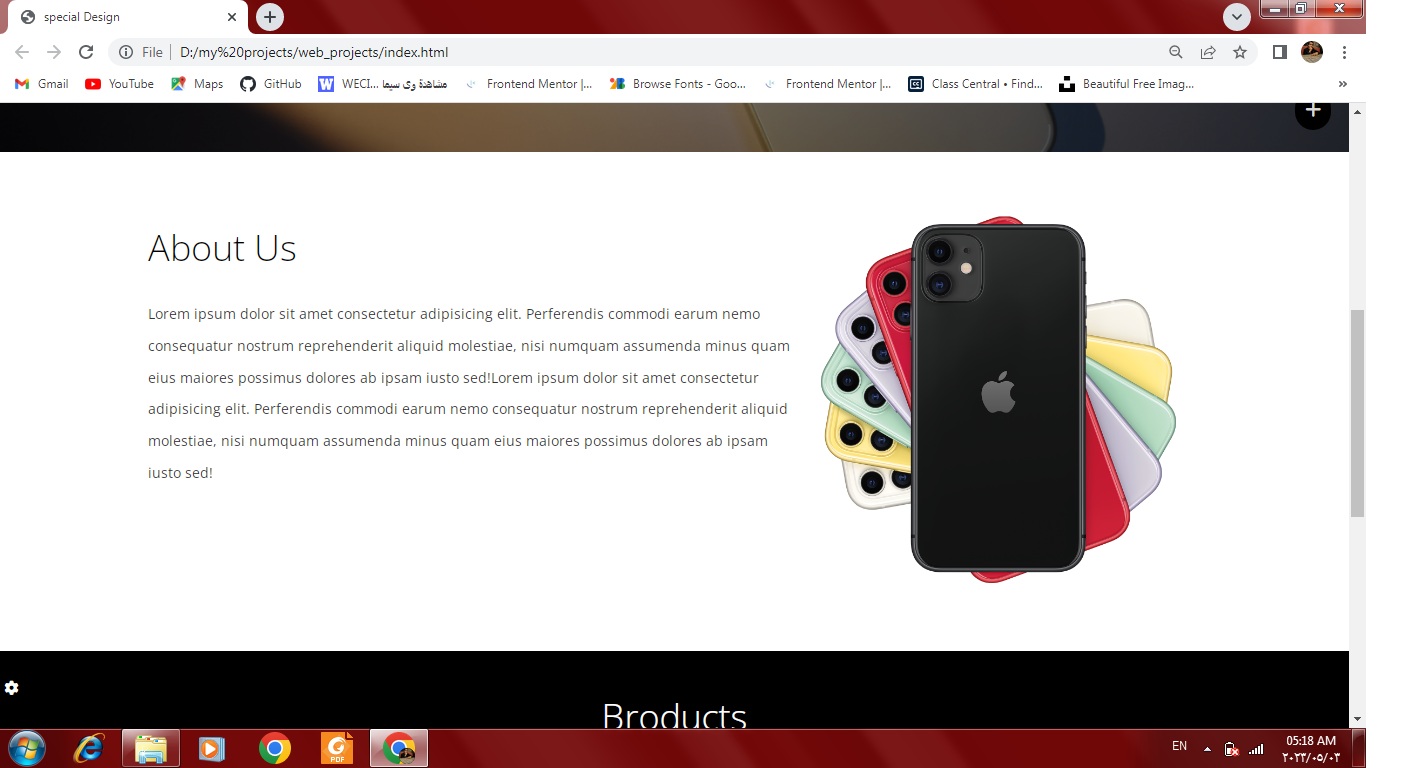 special Design
File
D:/my%20projects/web_projects/index.html
Gmail
YouTube
Maps
GitHub
WECI... مشاهدة وی سیما
Frontend Mentor |...
Browse Fonts - Goo...
Frontend Mentor |...
Class Central • Find...
Beautiful Free Imag...
»
About Us
Lorem ipsum dolor sit amet consectetur adipisicing elit. Perferendis commodi earum nemo
consequatur nostrum reprehenderit aliquid molestiae, nisi numquam assumenda minus quam
eius maiores possimus dolores ab ipsam iusto sed!Lorem ipsum dolor sit amet consectetur
adipisicing elit. Perferendis commodi earum nemo consequatur nostrum reprehenderit aliquid
molestiae, nisi numquam assumenda minus quam eius maiores possimus dolores ab ipsam
iusto sed!
Broducts
PDF
EN
05:18 AM
٢٠٢٣/٠٥/٠٣